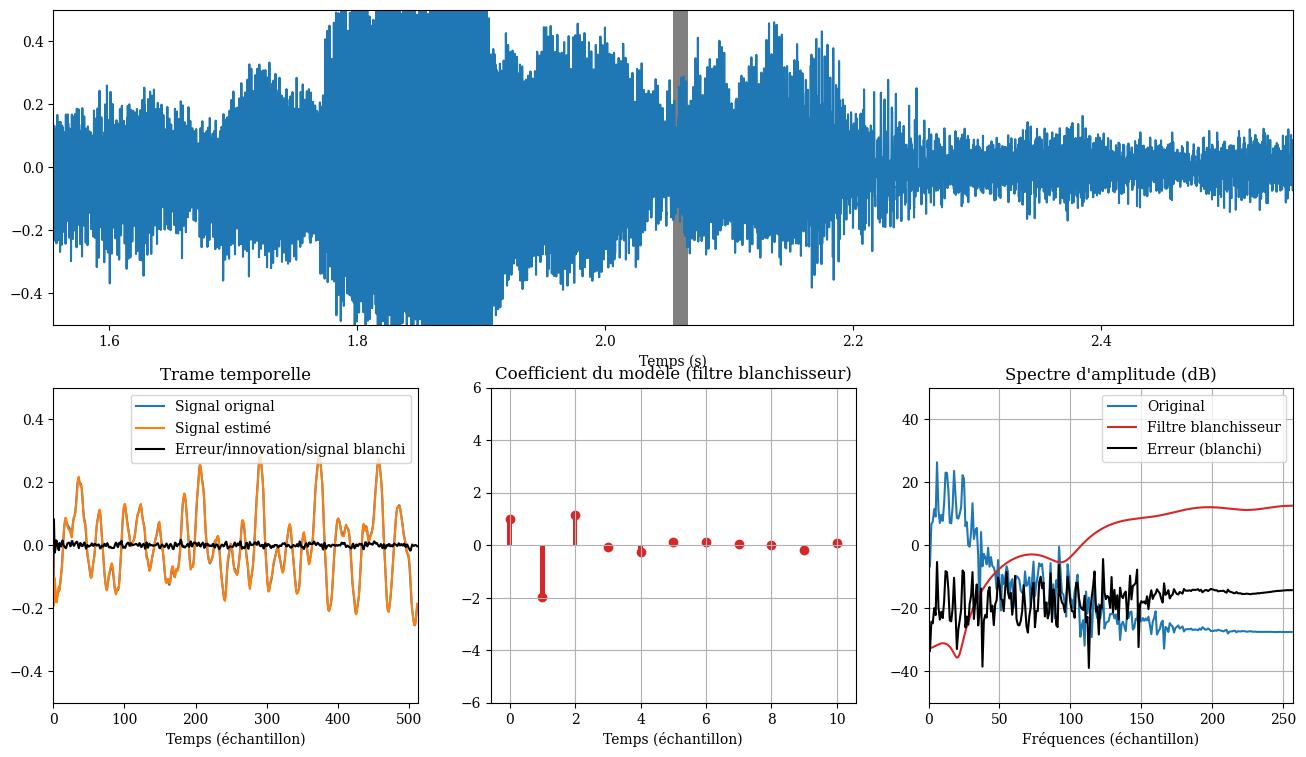 0.4
0.2
0.0
−0.2
−0.4
1.6 1.8 2.0 2.2 2.4
Temps (s)
Trame temporelle
Signal orignal
Signal estimé
Erreur/innovation/signal blanchi
0.4
0.2
0.0
−0.2
−0.4
0 100 200 300 400 500
Temps (échantillon)
Coefficient du modèle (filtre blanchisseur)
6
4
2
0
−2
−4
−6
0 2 4 6 8 10
Temps (échantillon)
Spectre d'amplitude (dB)
Original
Filtre blanchisseur
Erreur (blanchi)
40
20
0
−20
−40
0 50 100 150 200 250
Fréquences (échantillon)